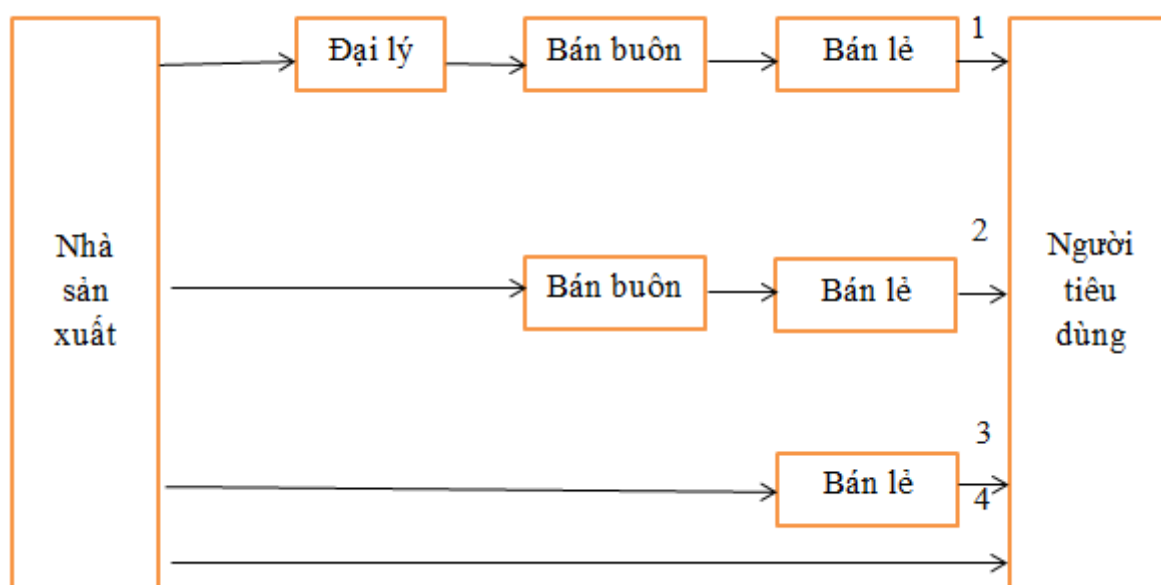 Đại lý
Bán buôn
Bán lẻ
1
Nhà
sản
xuất
Bán buôn
Bán lẻ
2
Người
tiêu
dùng
Bán lẻ
3
4